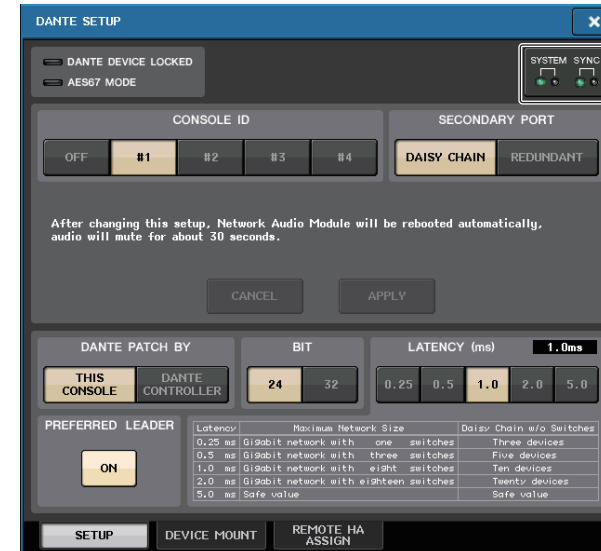 DANTE SETUP ×
DANTE DEVICE LOCKED
AES67 MODE
SYSTEM SYNC
CONSOLE ID
SECONDARY PORT
OFF #1 #2 #3 #4
DAISY CHAIN REDUNDANT
After changing this setup, Network Audio Module will be rebooted automatically,
audio will mute for about 30 seconds.
CANCEL APPLY
DANTE PATCH BY
BIT
LATENCY (ms) 1.0ms
THIS CONSOLE
DANTE CONTROLLER
24 32
0.25 0.5 1.0 2.0 5.0
PREFERRED LEADER
ON
Latency Maximum Network Size Daisy Chain w/o Switches
0.25 ms Gigabit network with one switches Three devices
0.5 ms Gigabit network with three switches Five devices
1.0 ms Gigabit network with eight switches Ten devices
2.0 ms Gigabit network with eighteen switches Twenty devices
5.0 ms Safe value Safe value
SETUP
DEVICE MOUNT
REMOTE HA
ASSIGN